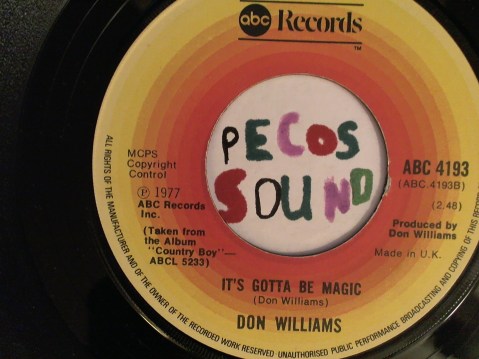 abc Records
TM
MCPS
Copyright
Control
℗ 1977
ABC Records
Inc.
(Taken from
the Album
"Country Boy"—
ABCL 5233)
PECOS
SOUND
ABC 4193
(ABC.4193B)
(2.48)
Produced by
Don Williams
Made in U.K.
IT'S GOTTA BE MAGIC
(Don Williams)
DON WILLIAMS
ALL RIGHTS OF THE MANUFACTURER AND OF THE OWNER OF THE RECORDED WORK RESERVED · UNAUTHORISED PUBLIC PERFORMANCE BROADCASTING AND COPYING OF THIS RECO